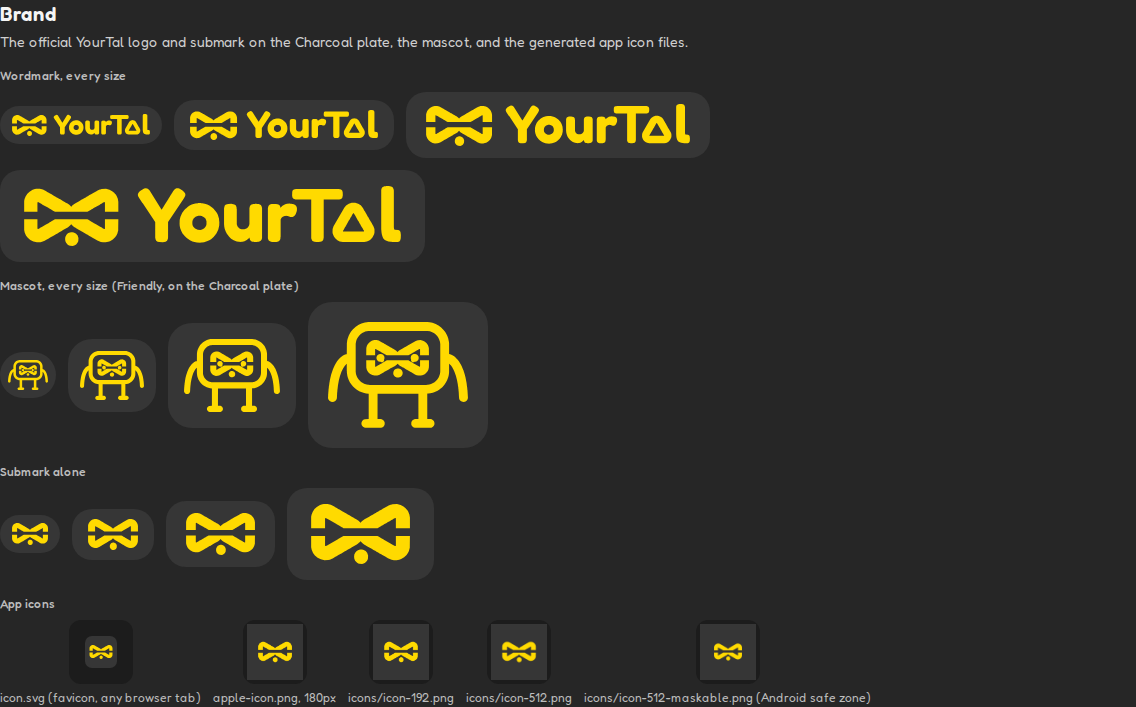 Brand
The official YourTal logo and submark on the Charcoal plate, the mascot, and the generated app icon files.
Wordmark, every size
YourTal YourTal YourTal
YourTal
Mascot, every size (Friendly, on the Charcoal plate)
Submark alone
App icons
icon.svg (favicon, any browser tab) apple-icon.png, 180px icons/icon-192.png icons/icon-512.png icons/icon-512-maskable.png (Android safe zone)